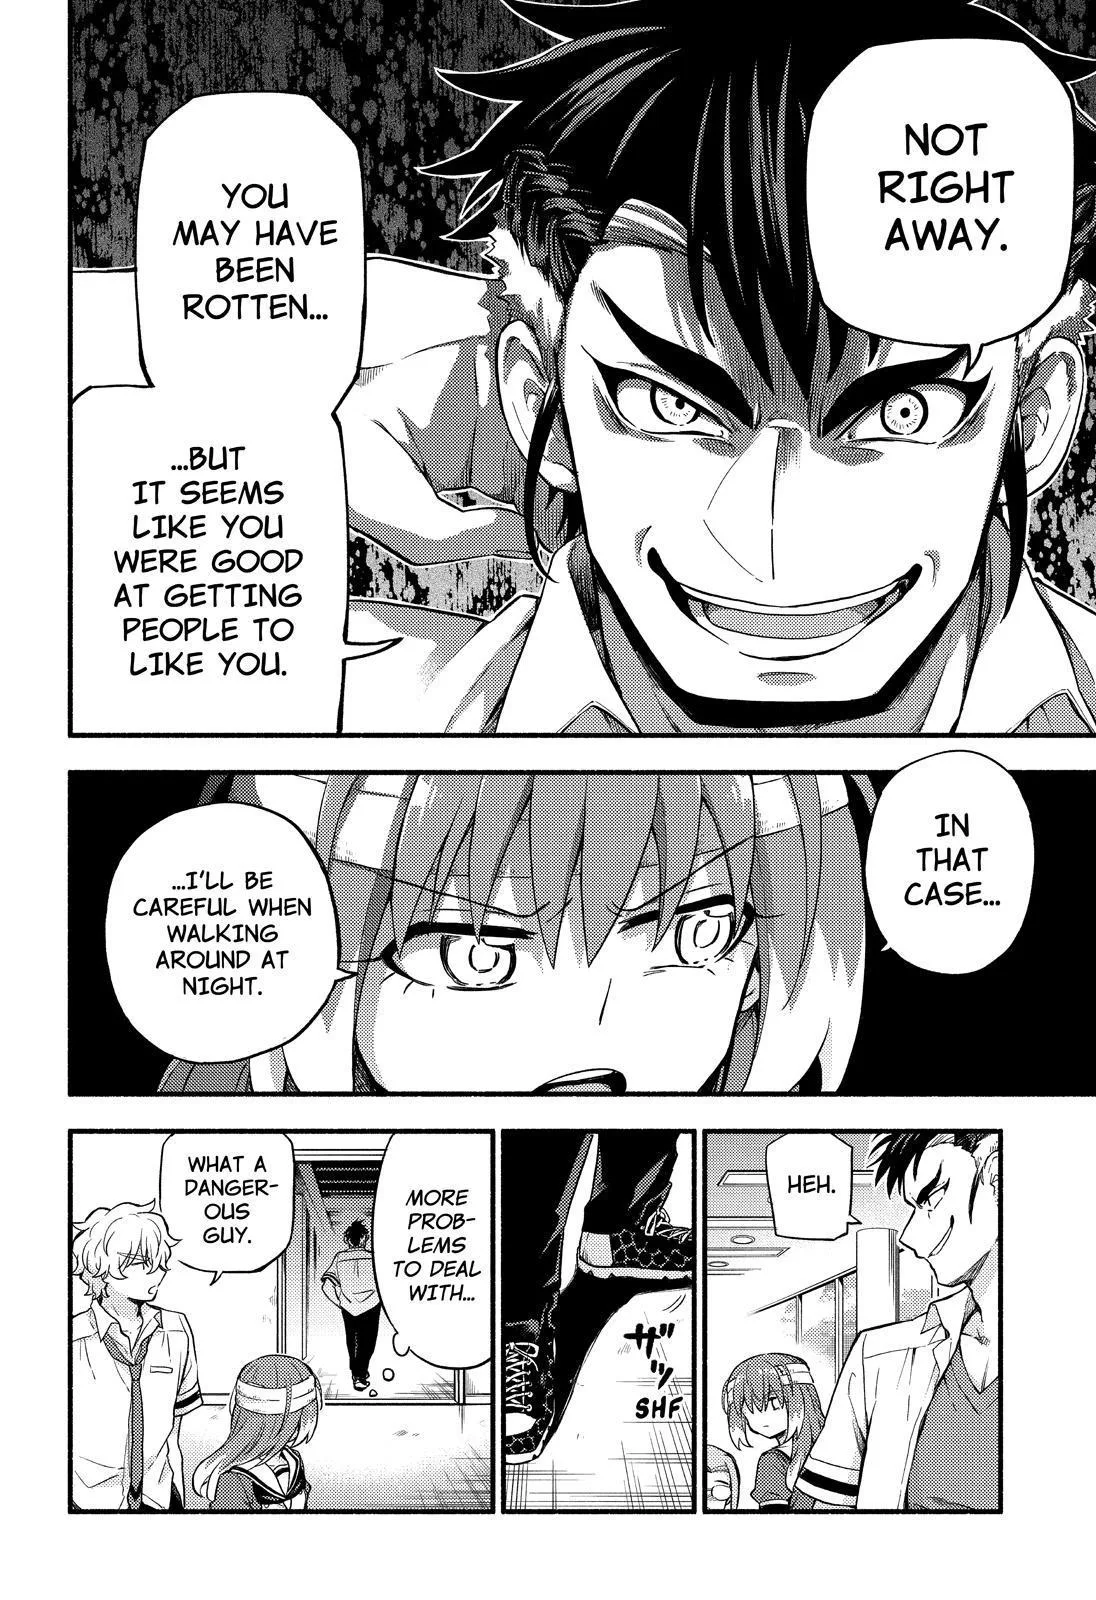 NOT
RIGHT
AWAY.
YOU
MAY HAVE
BEEN
ROTTEN...
...BUT
IT SEEMS
LIKE YOU
WERE GOOD
AT GETTING
PEOPLE TO
LIKE YOU.
IN
THAT
CASE...
...I'LL BE
CAREFUL WHEN
WALKING
AROUND AT
NIGHT.
HEH.
ザッ
SHF
MORE
PROB-
LEMS
TO DEAL
WITH...
WHAT A
DANGER-
OUS
GUY.